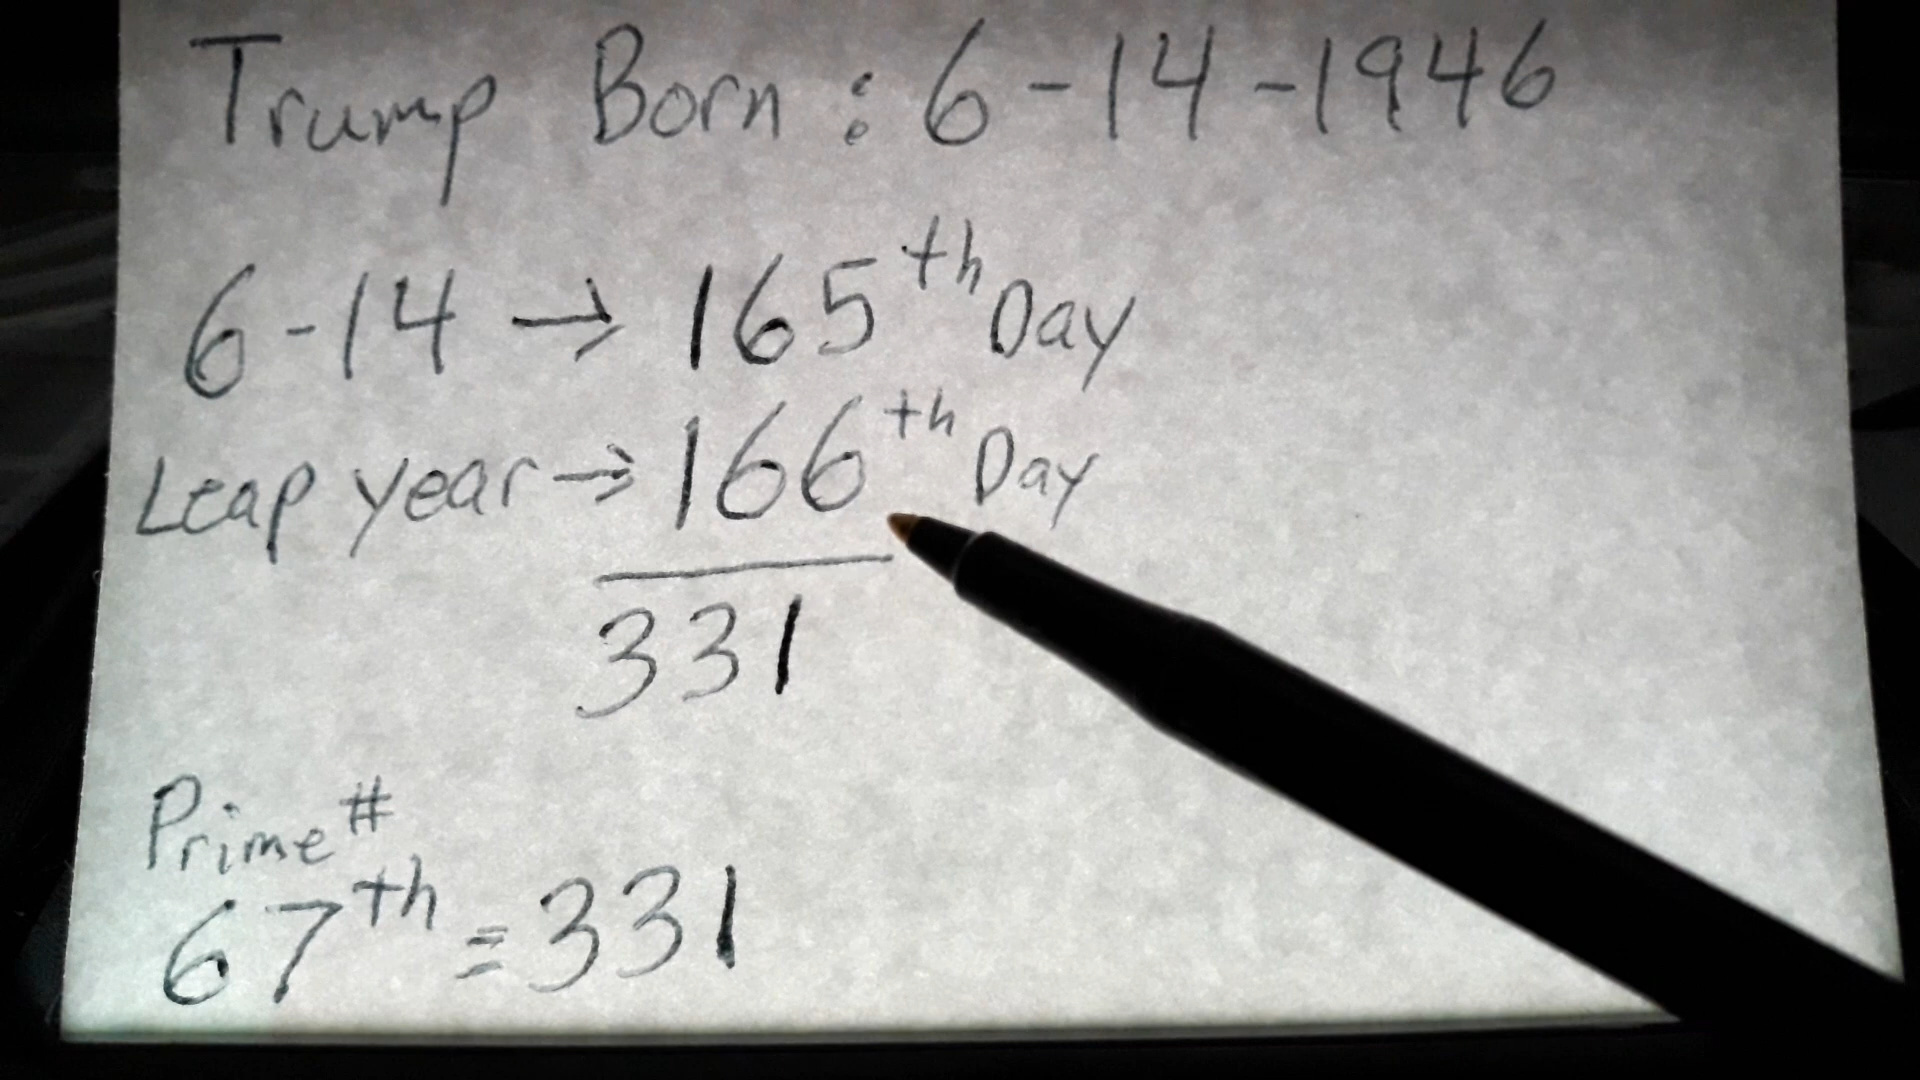 Trump Born: 6-14-1946
6-14 → 165th Day
Leap year → 166th Day
331
Prime #
67th = 331